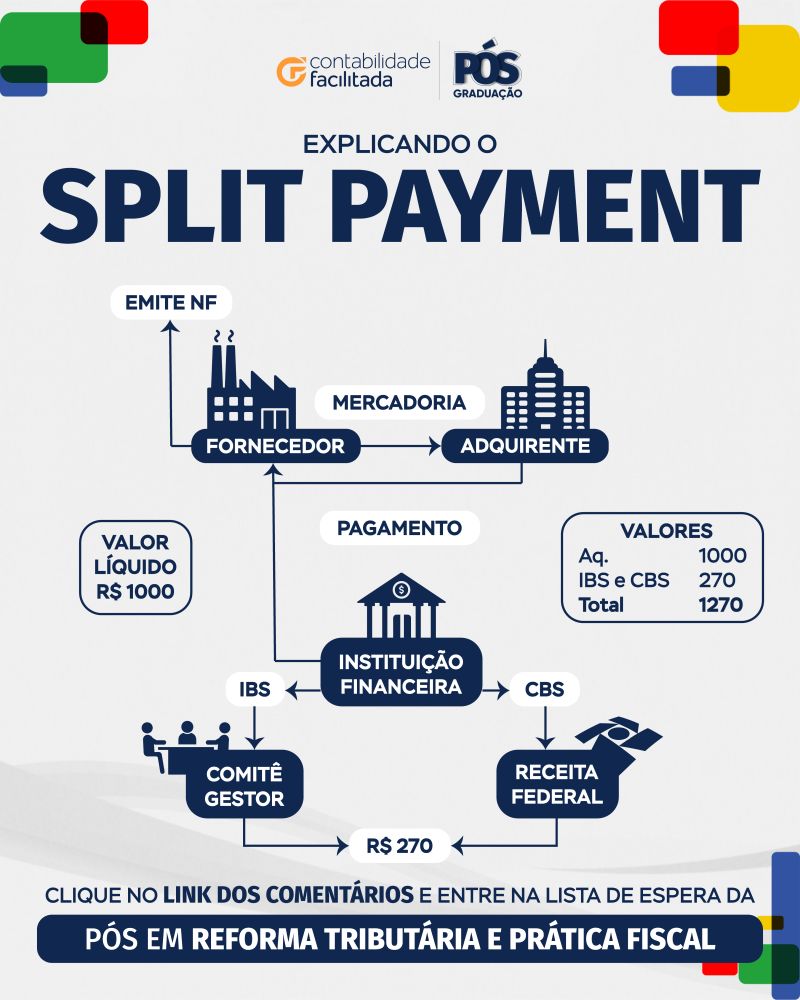 contabilidade
facilitada
PÓS
GRADUAÇÃO
EXPLICANDO O
SPLIT PAYMENT
EMITE NF
MERCADORIA
FORNECEDOR
ADQUIRENTE
PAGAMENTO
VALOR
LÍQUIDO
R$ 1000
VALORES
Aq. 1000
IBS e CBS 270
Total 1270
$
INSTITUIÇÃO
FINANCEIRA
IBS
CBS
COMITÊ
GESTOR
RECEITA
FEDERAL
R$ 270
CLIQUE NO LINK DOS COMENTÁRIOS E ENTRE NA LISTA DE ESPERA DA
PÓS EM REFORMA TRIBUTÁRIA E PRÁTICA FISCAL